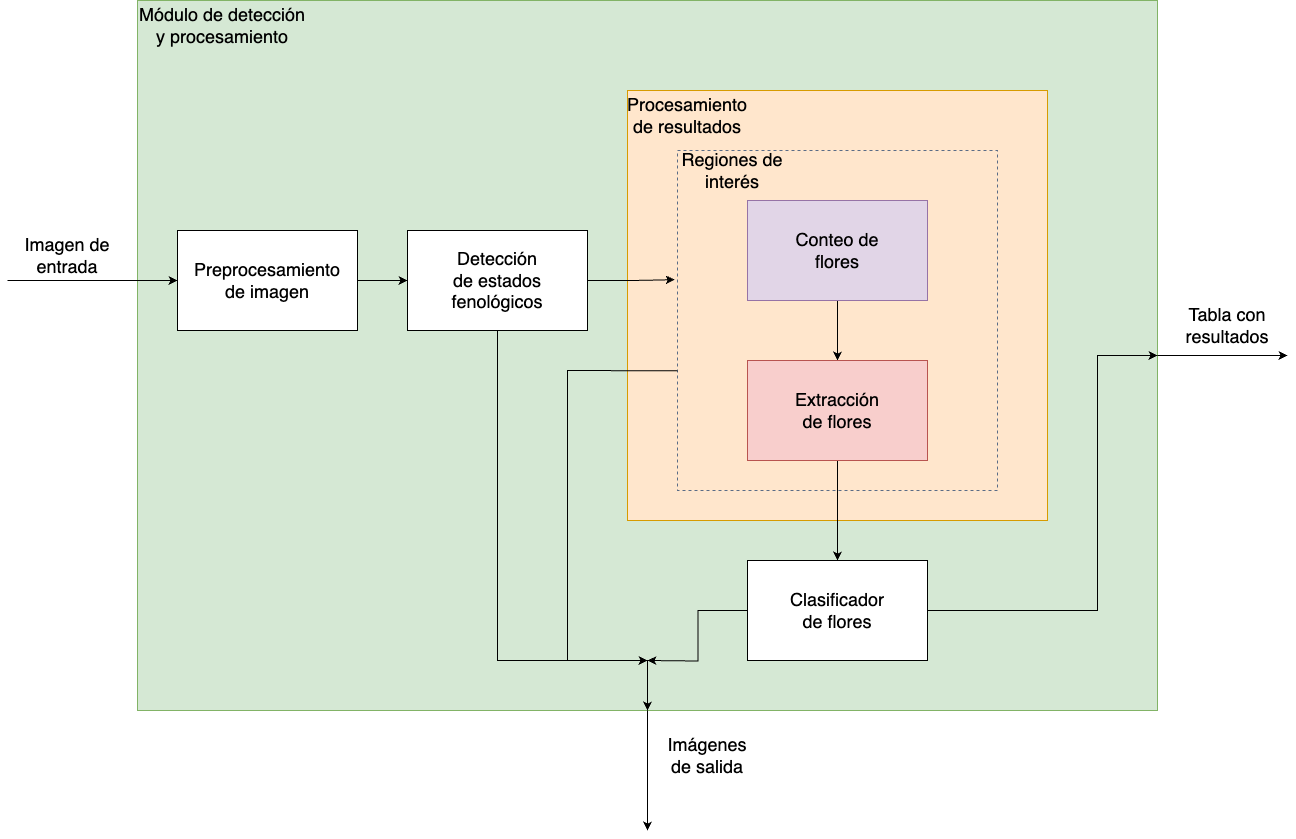 Módulo de detección
y procesamiento
Procesamiento
de resultados
Regiones de
interés
Conteo de
flores
Imagen de
entrada
Preprocesamiento
de imagen
Detección
de estados
fenológicos
Extracción
de flores
Tabla con
resultados
Clasificador
de flores
Imágenes
de salida